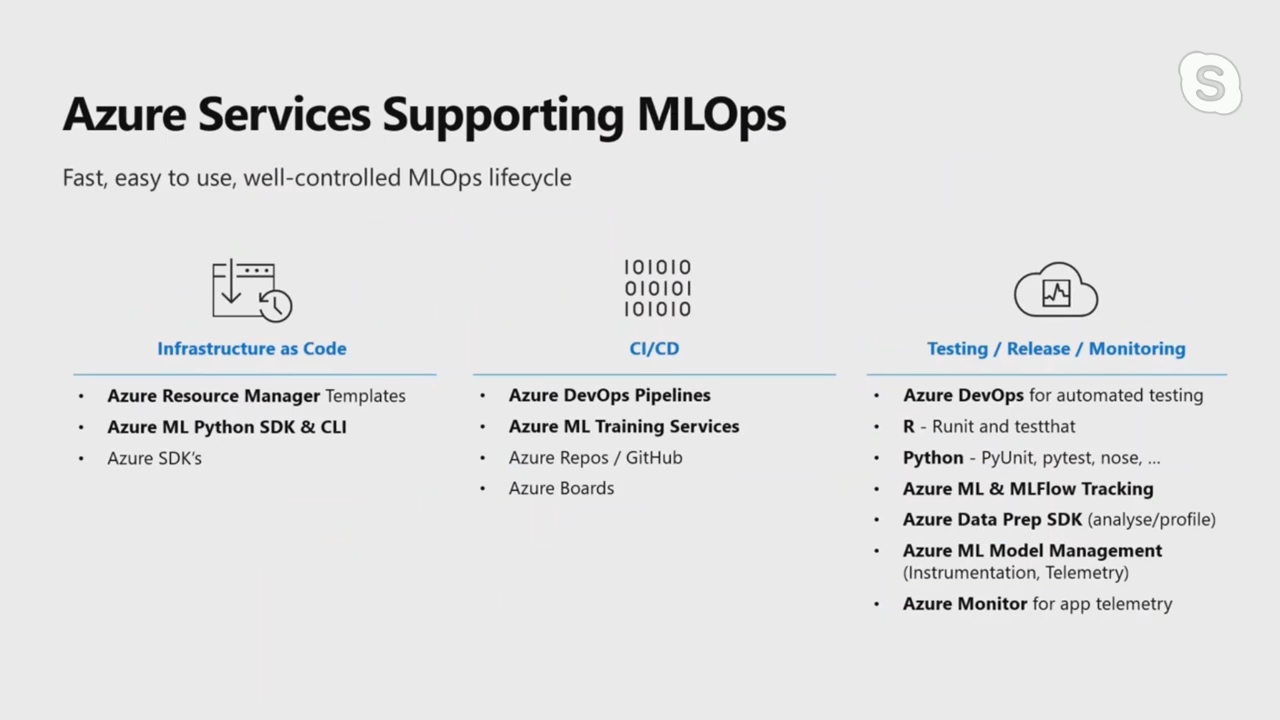 S
Azure Services Supporting MLOps
Fast, easy to use, well-controlled MLOps lifecycle
101010
010101
101010
Infrastructure as Code
• Azure Resource Manager Templates
• Azure ML Python SDK & CLI
• Azure SDK's
CI/CD
• Azure DevOps Pipelines
• Azure ML Training Services
• Azure Repos / GitHub
• Azure Boards
Testing / Release / Monitoring
• Azure DevOps for automated testing
• R - Runit and testthat
• Python - PyUnit, pytest, nose, ...
• Azure ML & MLFlow Tracking
• Azure Data Prep SDK (analyse/profile)
• Azure ML Model Management
(Instrumentation, Telemetry)
• Azure Monitor for app telemetry